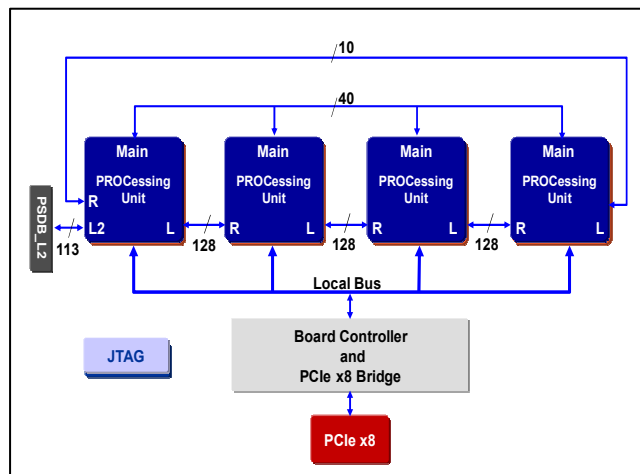 10
40
Main
PROCessing
Unit
R
L2
L
Main
PROCessing
Unit
R
L
Main
PROCessing
Unit
R
L
Main
PROCessing
Unit
R
L
PSDB_L2
113
128
128
128
Local Bus
Board Controller
and
PCIe x8 Bridge
JTAG
PCIe x8